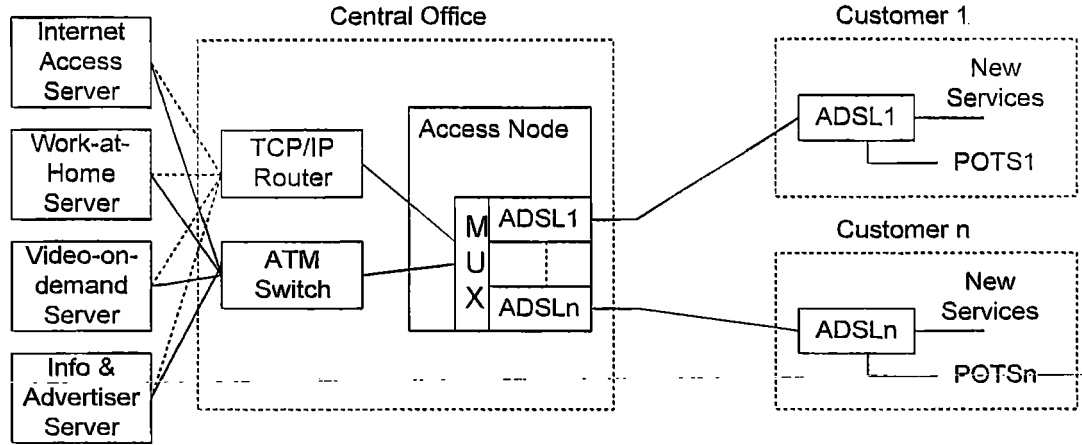 Central Office
Customer 1
Internet
Access
Server
Work-at-
Home
Server
Video-on-
demand
Server
Info &
Advertiser
Server
TCP/IP
Router
ATM
Switch
Access Node
M
U
X
ADSL1
ADSLn
ADSL1
New
Services
POTS1
Customer n
ADSLn
New
Services
POTSn